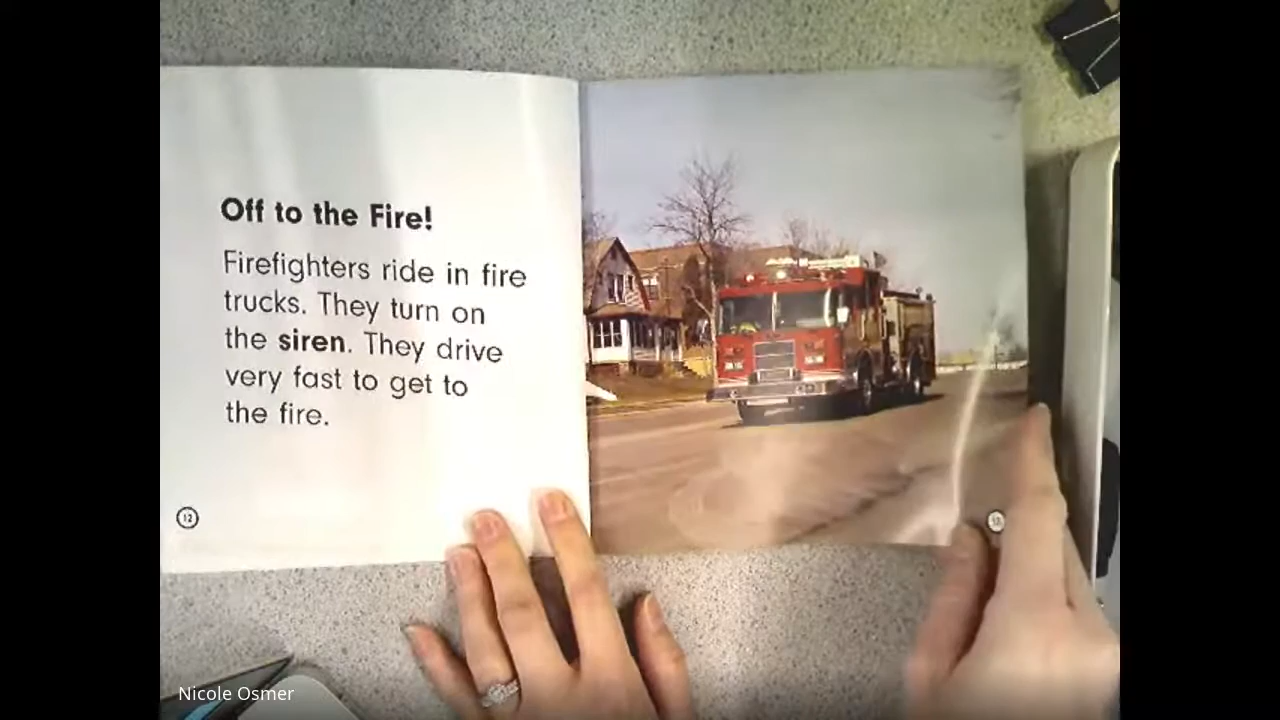 Off to the Fire!
Firefighters ride in fire
trucks. They turn on
the siren. They drive
very fast to get to
the fire.
12
Nicole Osmer